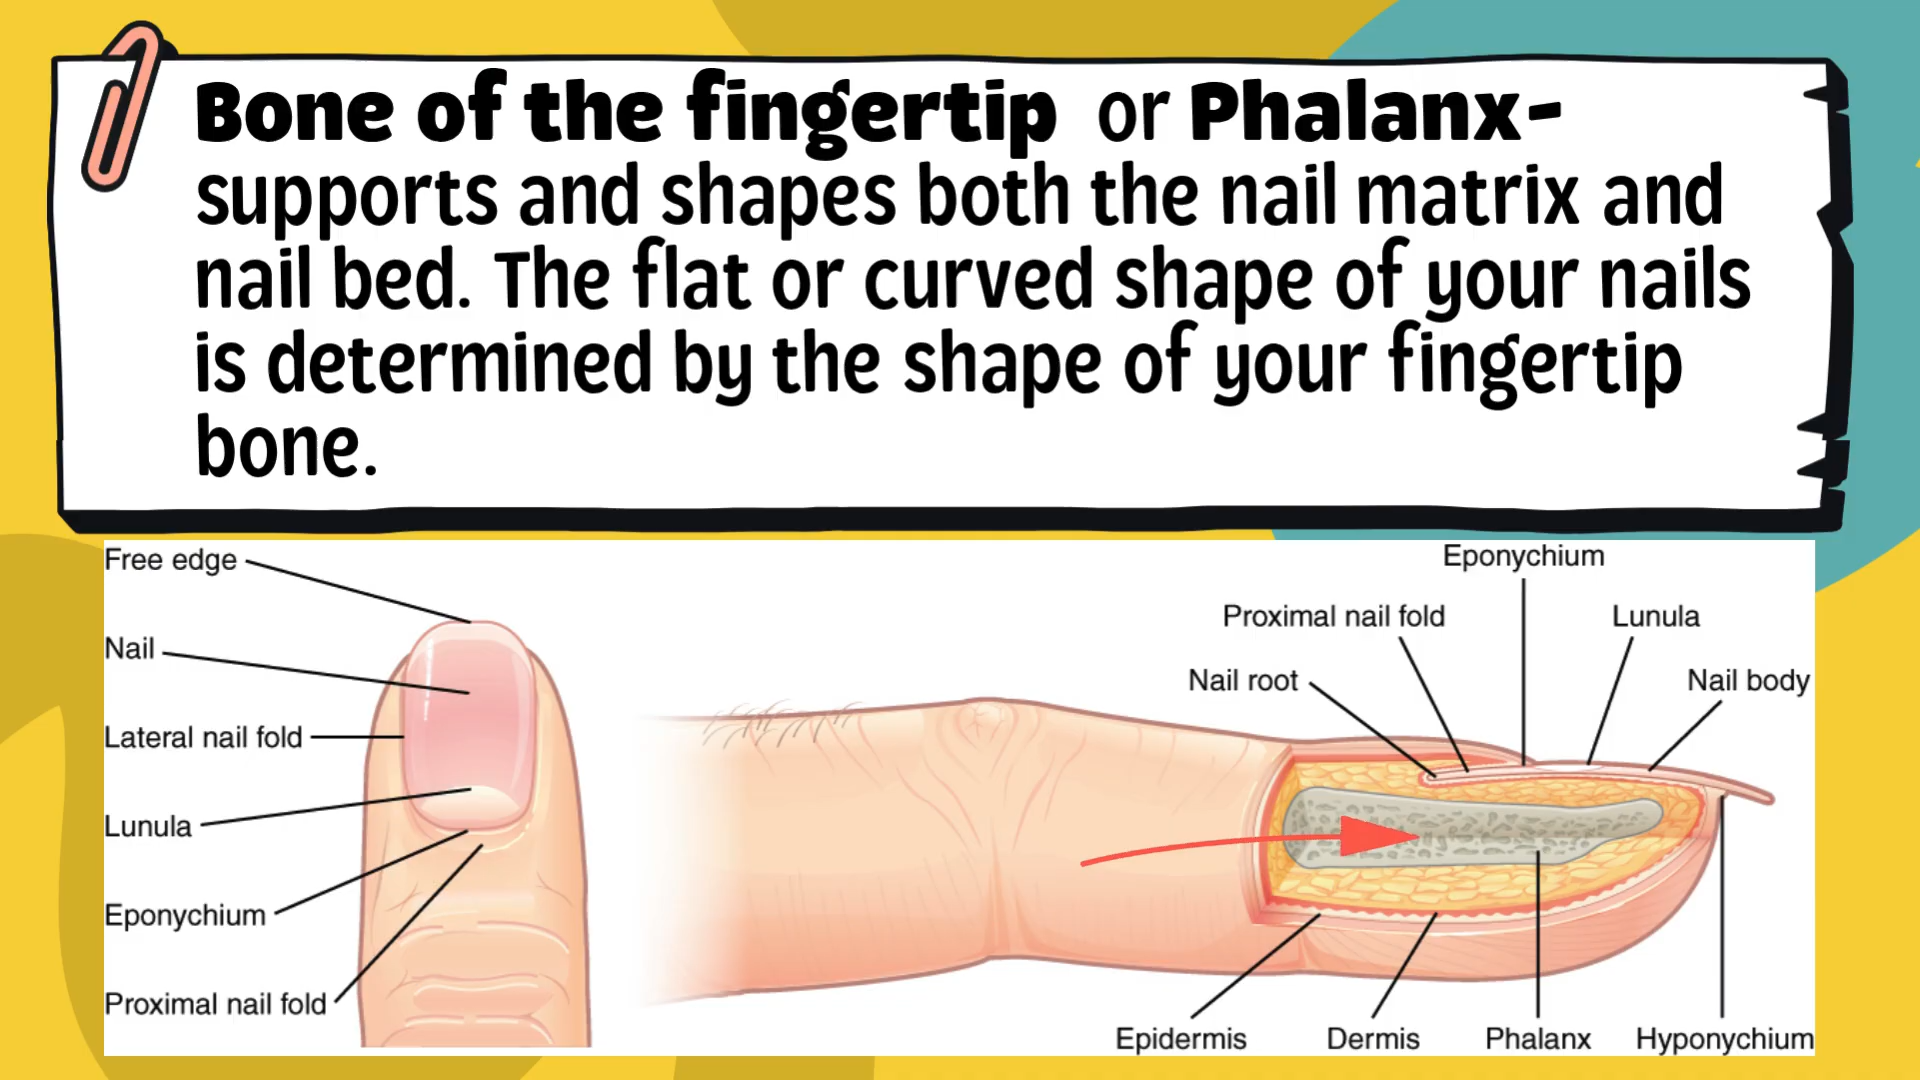 Bone of the fingertip or Phalanx-
supports and shapes both the nail matrix and
nail bed. The flat or curved shape of your nails
is determined by the shape of your fingertip
bone.
Free edge
Nail
Lateral nail fold
Lunula
Eponychium
Proximal nail fold
Eponychium
Proximal nail fold
Lunula
Nail root
Nail body
Epidermis
Dermis
Phalanx
Hyponychium